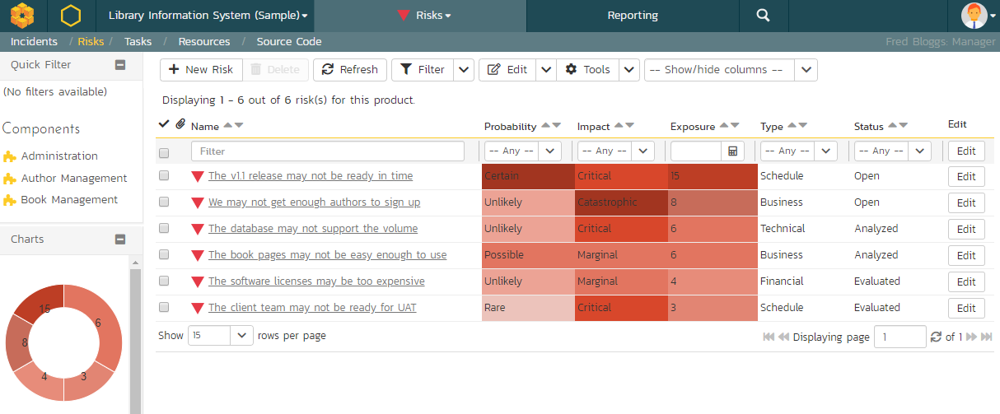 Library Information System (Sample) Risks Reporting
Incidents / Risks / Tasks / Resources / Source Code Fred Bloggs: Manager
Quick Filter
(No filters available)
Components
Administration
Author Management
Book Management
Charts
15
6
8
4
3
New Risk Delete Refresh Filter Edit Tools -- Show/hide columns --
Displaying 1 - 6 out of 6 risk(s) for this product.
Name Probability Impact Exposure Type Status Edit
Filter -- Any -- -- Any -- -- Any -- -- Any -- Edit
The v1.1 release may not be ready in time Certain Critical 15 Schedule Open Edit
We may not get enough authors to sign up Unlikely Catastrophic 8 Business Open Edit
The database may not support the volume Unlikely Critical 6 Technical Analyzed Edit
The book pages may not be easy enough to use Possible Marginal 6 Business Analyzed Edit
The software licenses may be too expensive Unlikely Marginal 4 Financial Evaluated Edit
The client team may not be ready for UAT Rare Critical 3 Schedule Evaluated Edit
Show 15 rows per page Displaying page 1 of 1